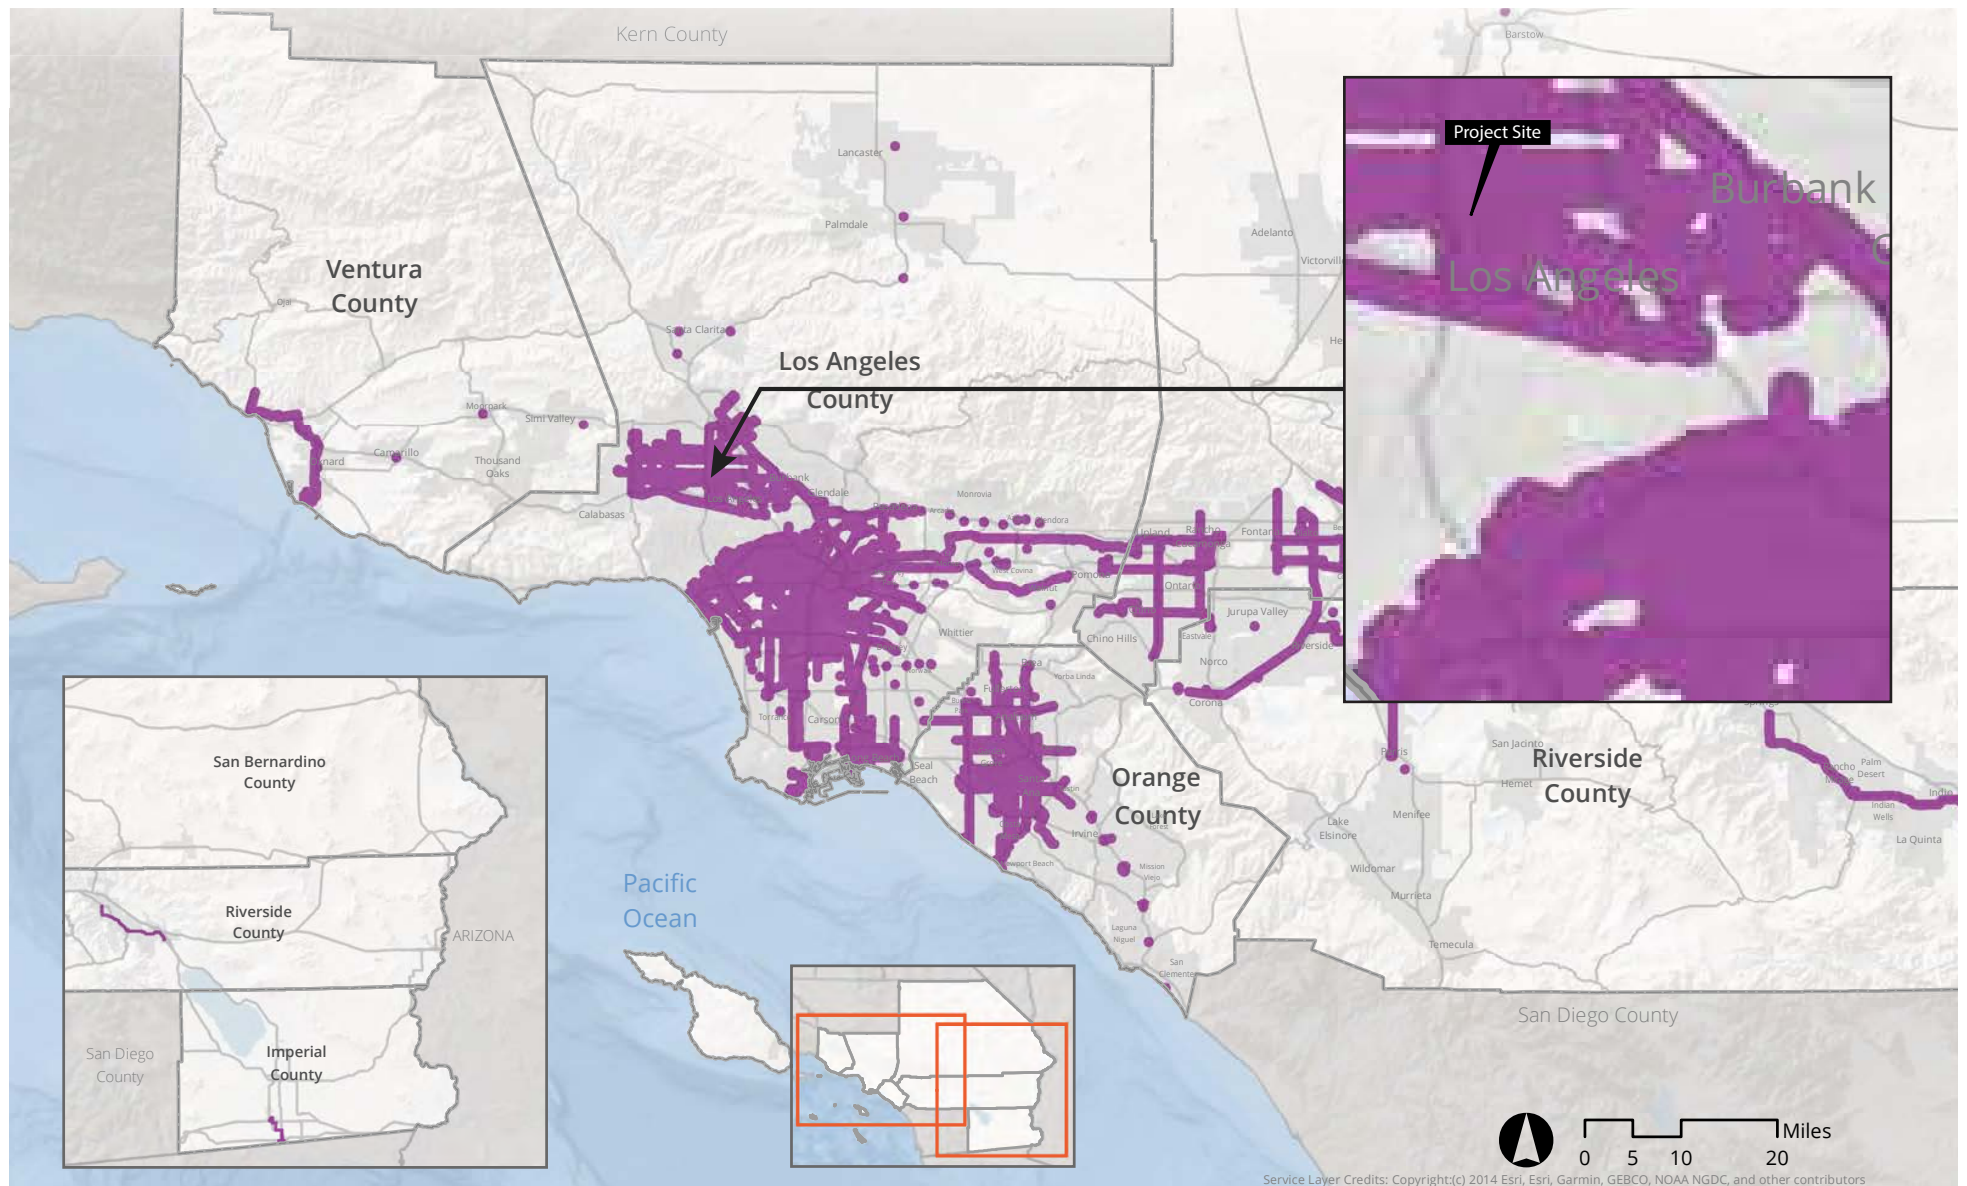 Kern County
Barstow
Project Site
Lancaster
Burbank
Palmdale
Adelanto
Victorville
Ventura
County
Los Angeles
Ojai
Santa Clarita
Los Angeles
County
Moorpark
Simi Valley
Camarillo
Thousand
Oaks
Glendale
Calabasas
Monrovia
Upland
Rancho
West Covina
Pomona
Ontario
Jurupa Valley
Whittier
Chino Hills
Eastvale
Norco
Brea
Yorba Linda
Corona
Torrance
Carson
Seal
Beach
Orange
County
Irvine
Mission
Viejo
Laguna
Niguel
San
Clemente
Perris
San Jacinto
Hemet
Riverside
County
Menifee
Lake
Elsinore
Wildomar
Murrieta
Temecula
Palm
Desert
Indian
Wells
Indio
La Quinta
San Bernardino
County
Riverside
County
ARIZONA
Imperial
County
San Diego
County
Pacific
Ocean
San Diego County
Miles
0 5 10 20
Service Layer Credits: Copyright:(c) 2014 Esri, Esri, Garmin, GEBCO, NOAA NGDC, and other contributors